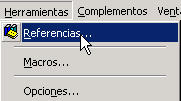 Herramientas Complementos Vent
Referencias...
Macros...
Opciones...